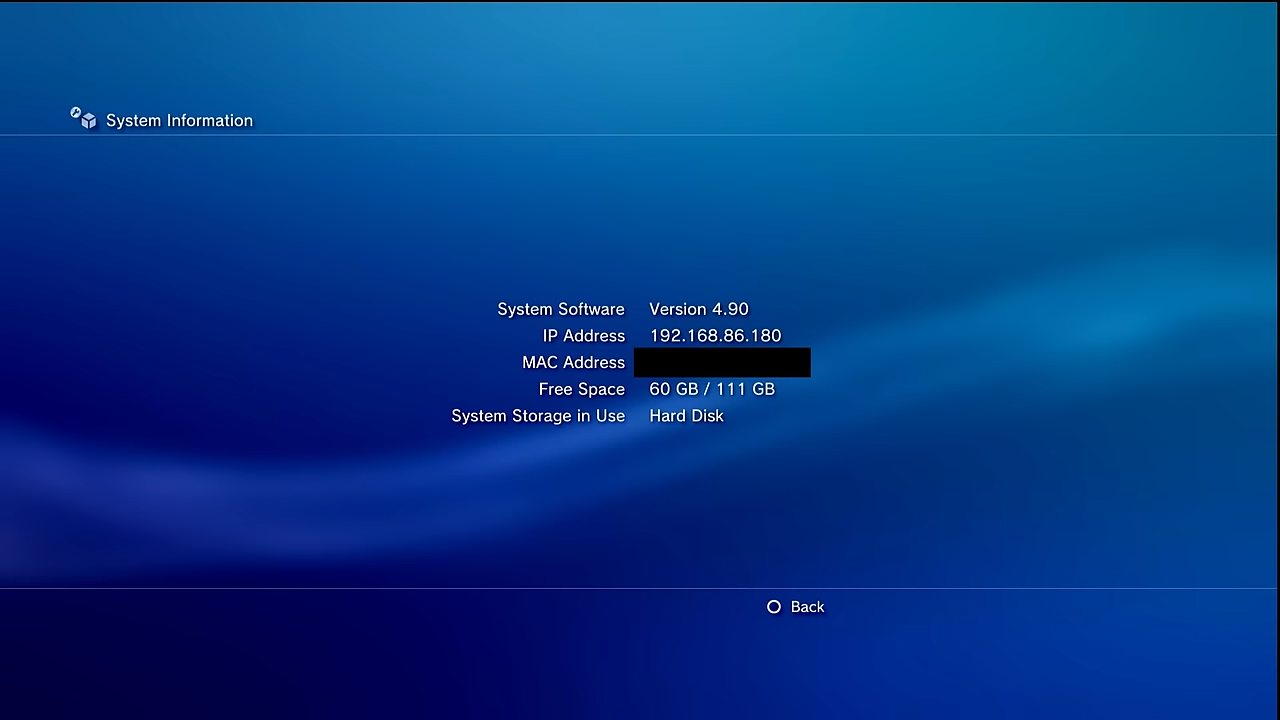 System Information
System Software Version 4.90
IP Address 192.168.86.180
MAC Address
Free Space 60 GB / 111 GB
System Storage in Use Hard Disk
Back